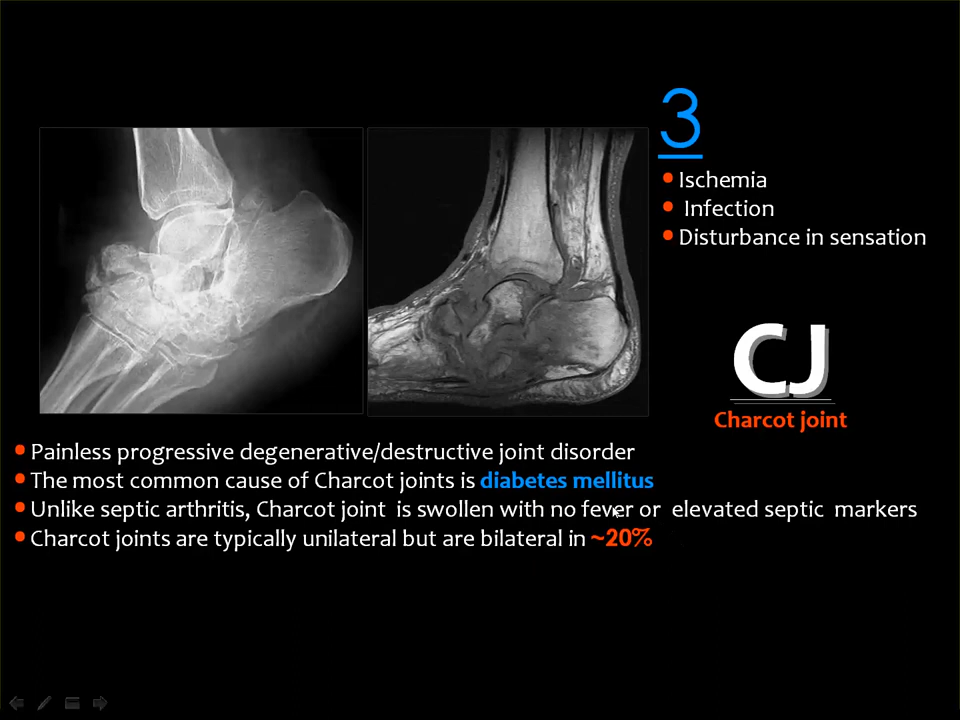 3
• Ischemia
• Infection
• Disturbance in sensation
CJ
Charcot joint
• Painless progressive degenerative/destructive joint disorder
• The most common cause of Charcot joints is diabetes mellitus
• Unlike septic arthritis, Charcot joint is swollen with no fever or elevated septic markers
• Charcot joints are typically unilateral but are bilateral in ~20%